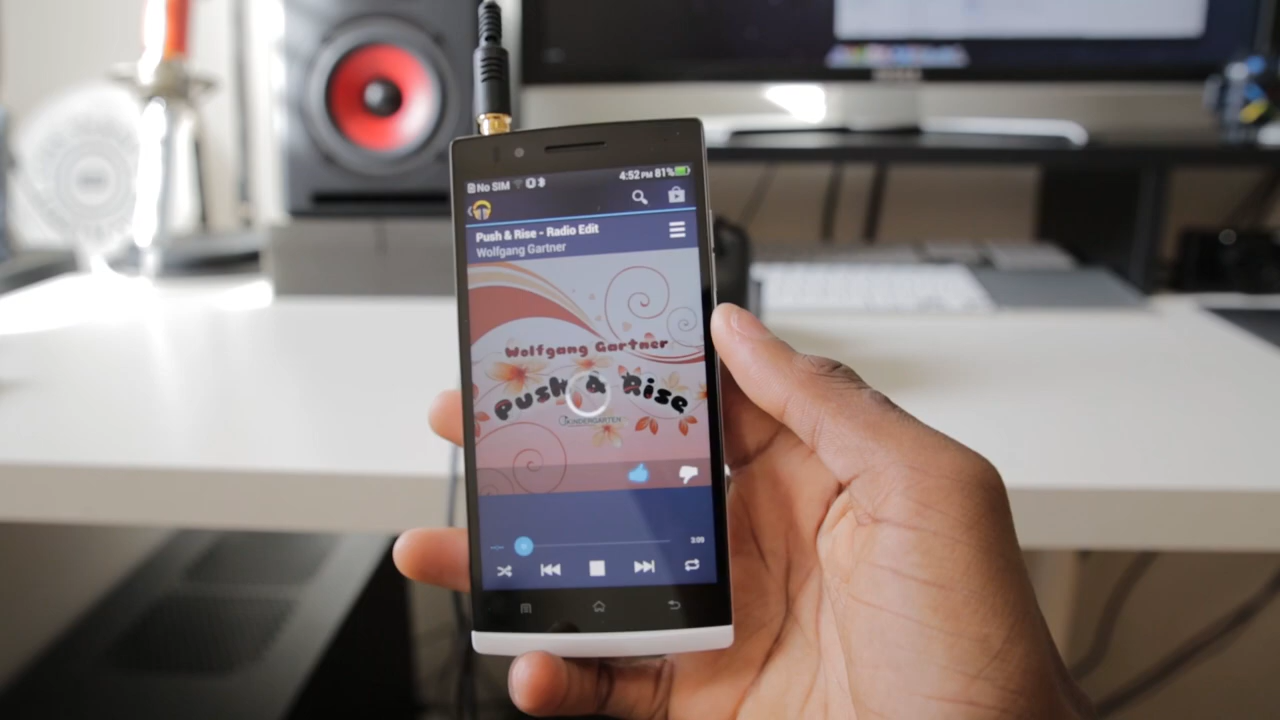 No SIM 4:52 PM 81%
Push & Rise - Radio Edit
Wolfgang Gartner
Wolfgang Gartner
Push & Rise
KINDERGARTEN
3:09